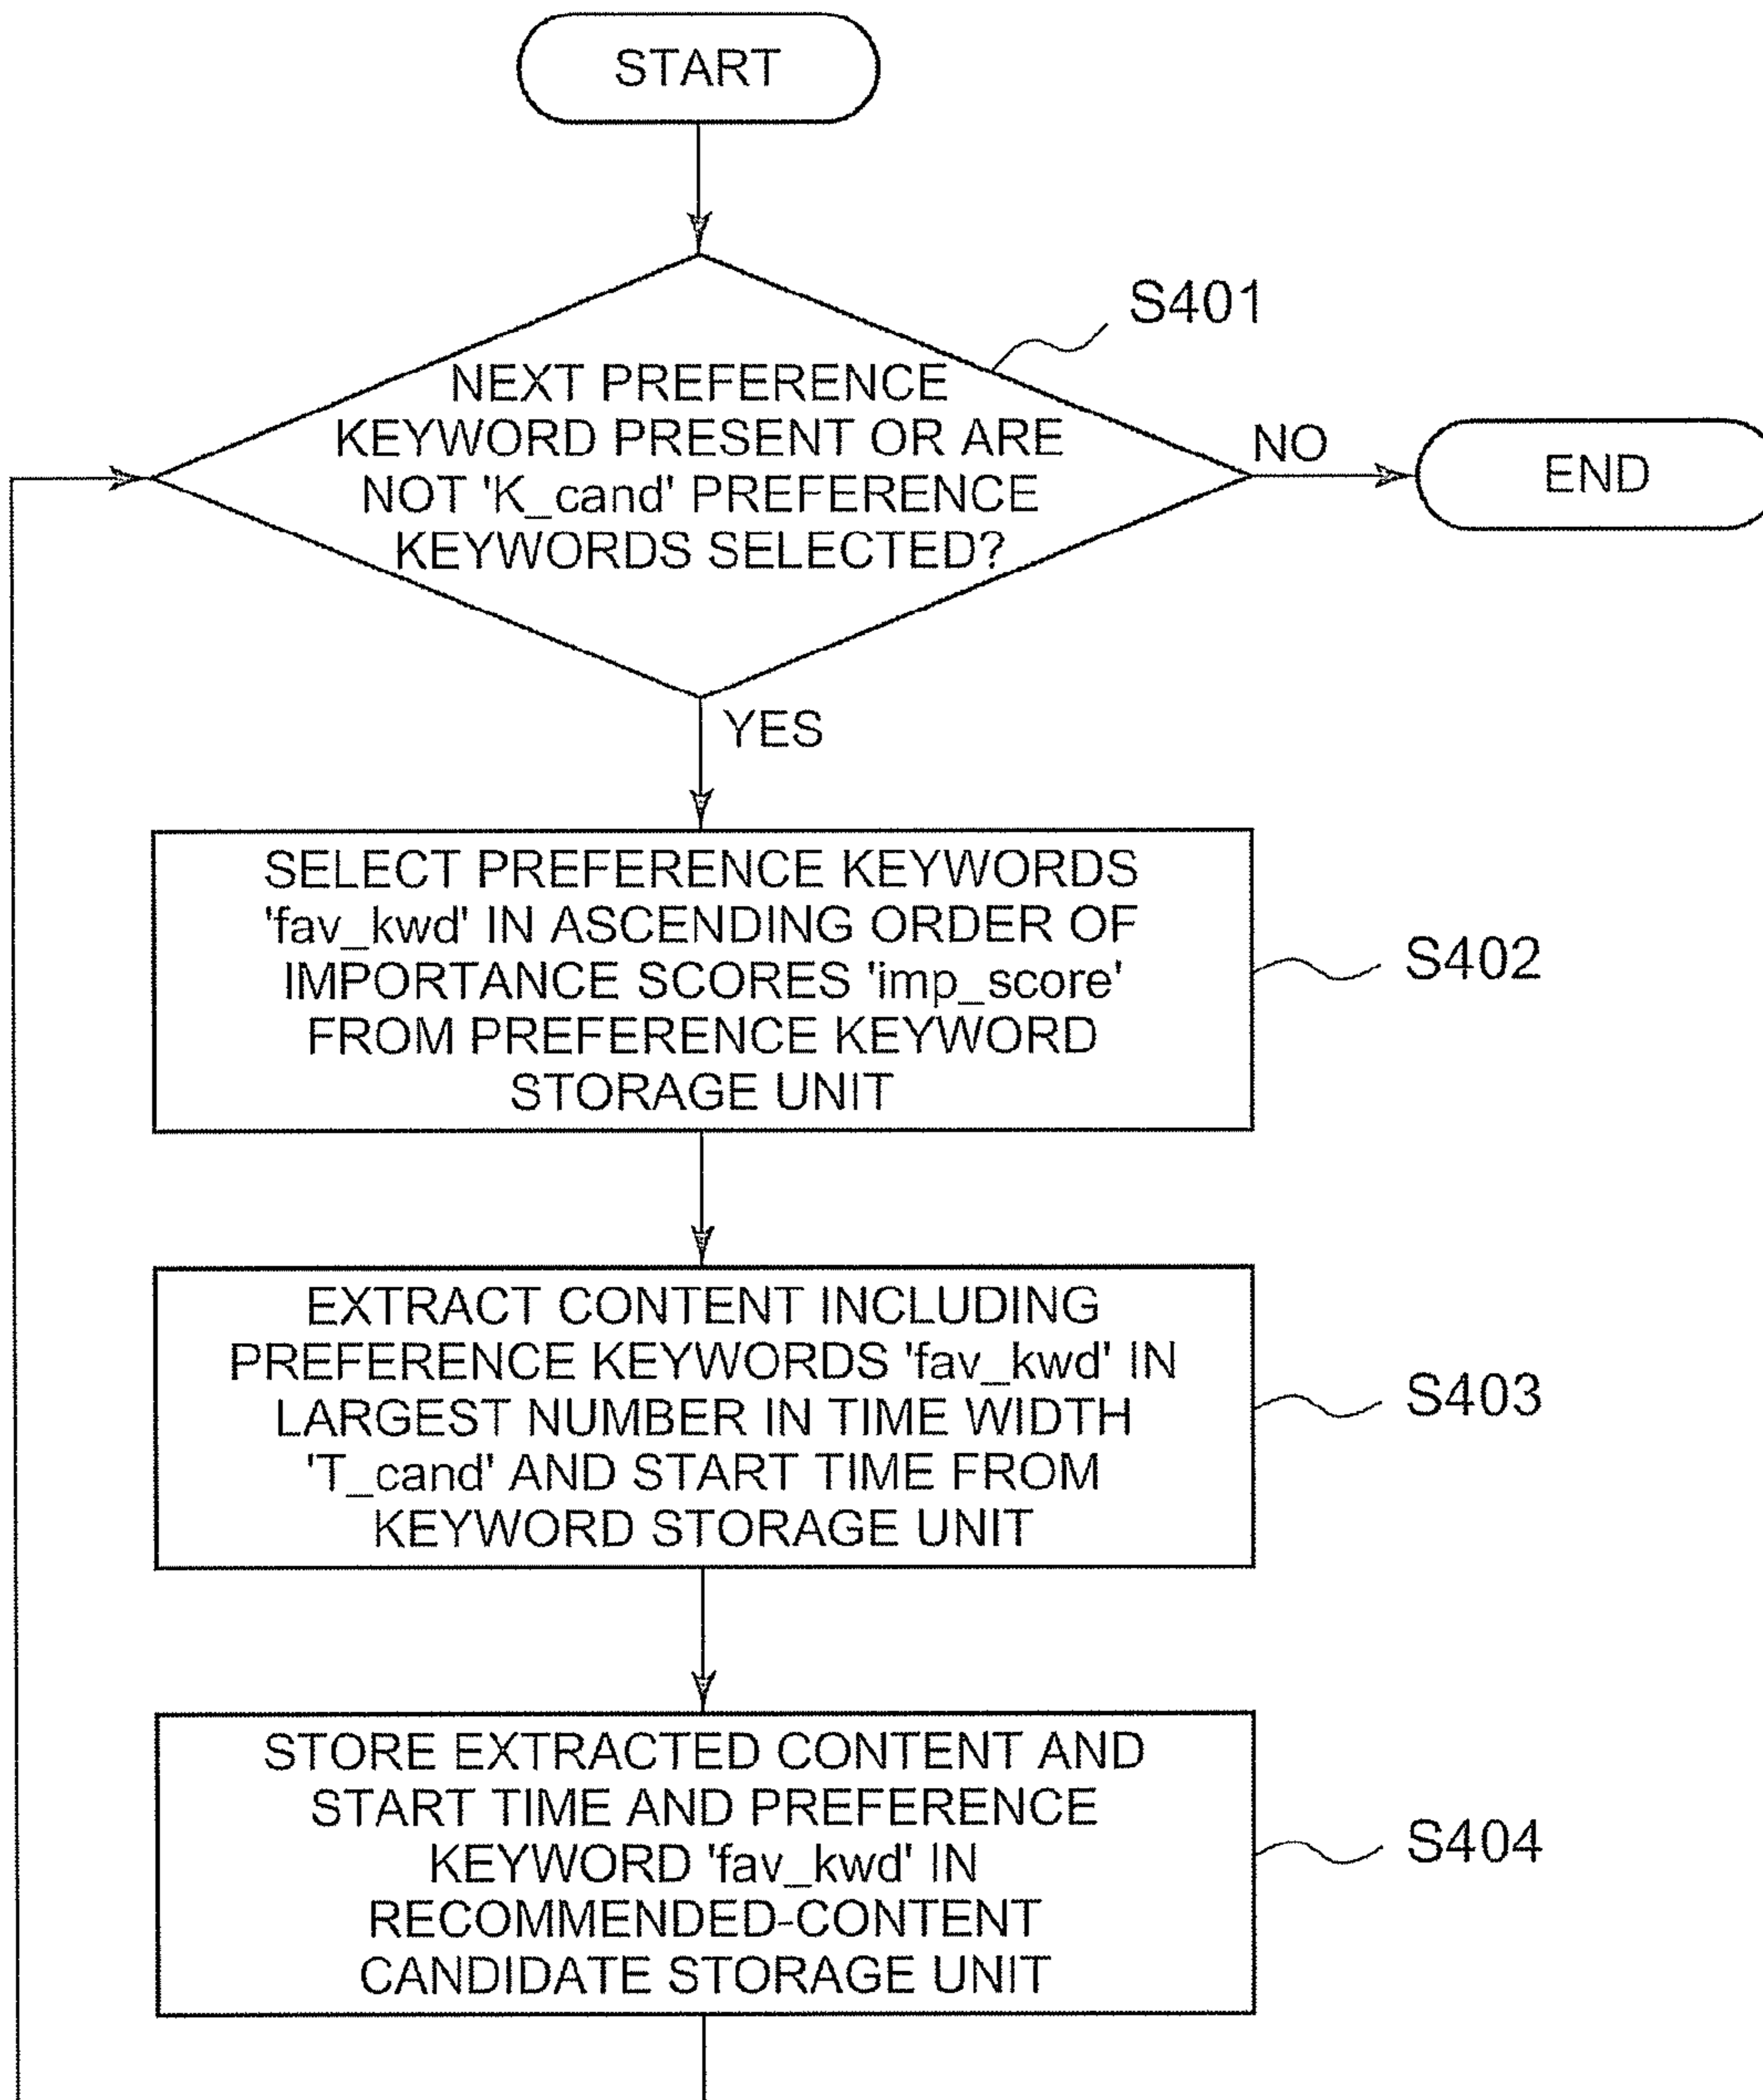 START
S401
NEXT PREFERENCE
KEYWORD PRESENT OR ARE
NOT 'K_cand' PREFERENCE
KEYWORDS SELECTED?
NO
END
YES
SELECT PREFERENCE KEYWORDS
'fav_kwd' IN ASCENDING ORDER OF
IMPORTANCE SCORES 'imp_score'
FROM PREFERENCE KEYWORD
STORAGE UNIT
S402
EXTRACT CONTENT INCLUDING
PREFERENCE KEYWORDS 'fav_kwd' IN
LARGEST NUMBER IN TIME WIDTH
'T_cand' AND START TIME FROM
KEYWORD STORAGE UNIT
S403
STORE EXTRACTED CONTENT AND
START TIME AND PREFERENCE
KEYWORD 'fav_kwd' IN
RECOMMENDED-CONTENT
CANDIDATE STORAGE UNIT
S404